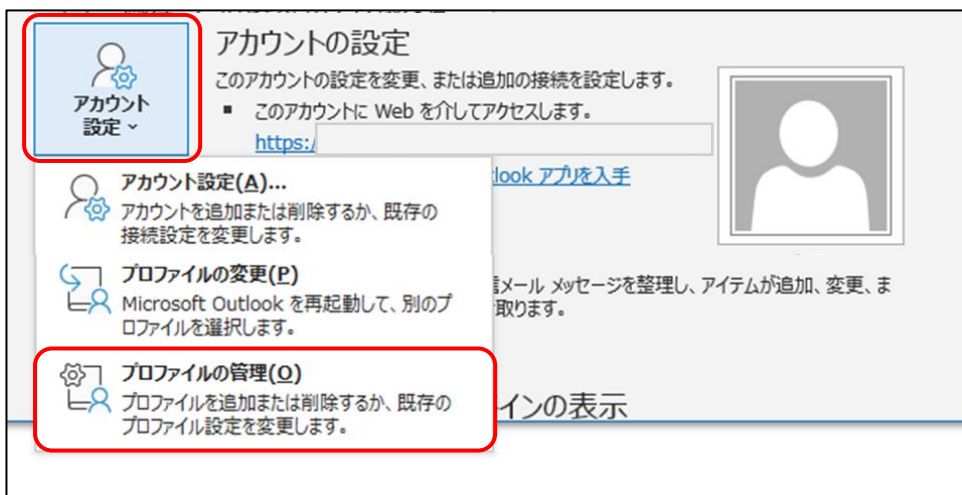 アカウントの設定
このアカウントの設定を変更、または追加の接続を設定します。
アカウント
設定
■ このアカウントに Web を介してアクセスします。
https:/
look アプリを入手
アカウント設定(A)...
アカウントを追加または削除するか、既存の
接続設定を変更します。
プロファイルの変更(P)
Microsoft Outlook を再起動して、別のプ
ロファイルを選択します。
メール メッセージを整理し、アイテムが追加、変更、ま
取ります。
プロファイルの管理(O)
プロファイルを追加または削除するか、既存の
プロファイル設定を変更します。
インの表示